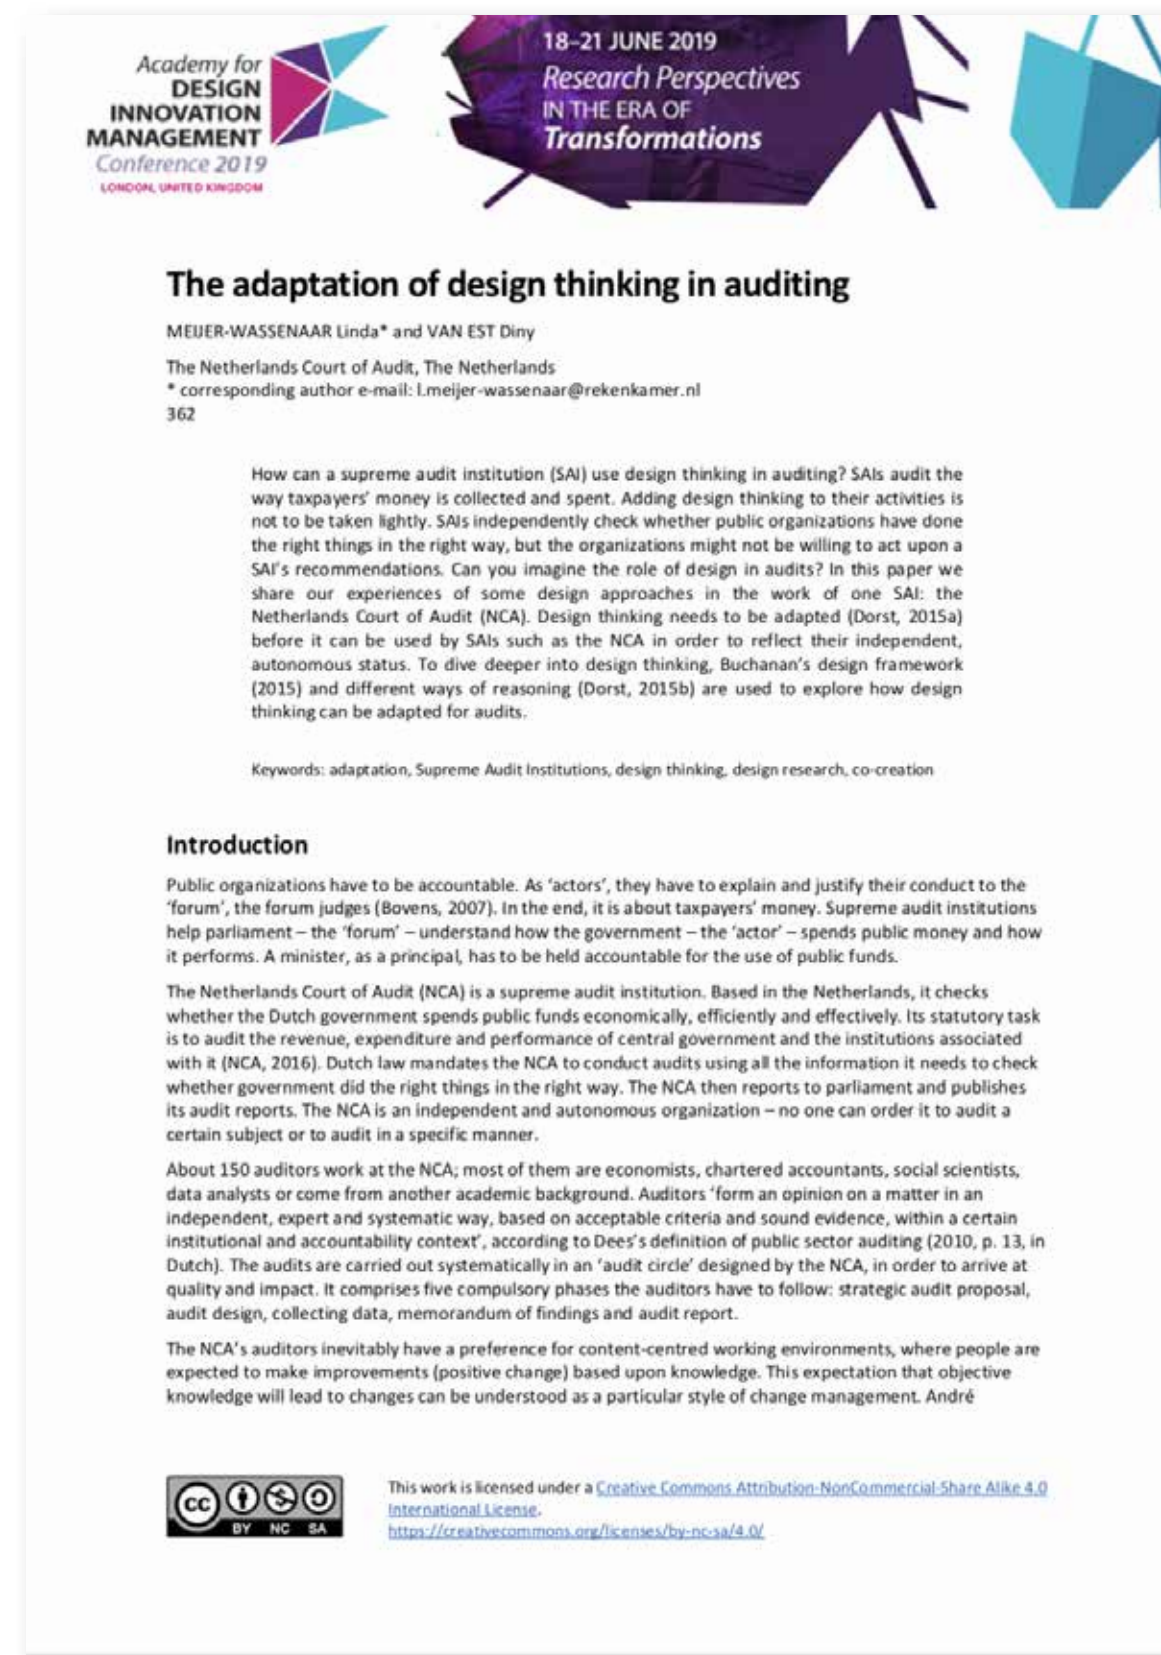 Academy for
DESIGN
INNOVATION
MANAGEMENT
Conference 2019
LONDON, UNITED KINGDOM
18–21 JUNE 2019
Research Perspectives
IN THE ERA OF
Transformations
The adaptation of design thinking in auditing
MEIJER-WASSENAAR Linda* and VAN EST Diny
The Netherlands Court of Audit, The Netherlands
* corresponding author e-mail: l.meijer-wassenaar@rekenkamer.nl
362
How can a supreme audit institution (SAI) use design thinking in auditing? SAIs audit the
way taxpayers’ money is collected and spent. Adding design thinking to their activities is
not to be taken lightly. SAIs independently check whether public organizations have done
the right things in the right way, but the organizations might not be willing to act upon a
SAI’s recommendations. Can you imagine the role of design in audits? In this paper we
share our experiences of some design approaches in the work of one SAI: the
Netherlands Court of Audit (NCA). Design thinking needs to be adapted (Dorst, 2015a)
before it can be used by SAIs such as the NCA in order to reflect their independent,
autonomous status. To dive deeper into design thinking, Buchanan’s design framework
(2015) and different ways of reasoning (Dorst, 2015b) are used to explore how design
thinking can be adapted for audits.
Keywords: adaptation, Supreme Audit Institutions, design thinking, design research, co-creation
Introduction
Public organizations have to be accountable. As ‘actors’, they have to explain and justify their conduct to the
‘forum’, the forum judges (Bovens, 2007). In the end, it is about taxpayers’ money. Supreme audit institutions
help parliament – the ‘forum’ – understand how the government – the ‘actor’ – spends public money and how
it performs. A minister, as a principal, has to be held accountable for the use of public funds.
The Netherlands Court of Audit (NCA) is a supreme audit institution. Based in the Netherlands, it checks
whether the Dutch government spends public funds economically, efficiently and effectively. Its statutory task
is to audit the revenue, expenditure and performance of central government and the institutions associated
with it (NCA, 2016). Dutch law mandates the NCA to conduct audits using all the information it needs to check
whether government did the right things in the right way. The NCA then reports to parliament and publishes
its audit reports. The NCA is an independent and autonomous organization – no one can order it to audit a
certain subject or to audit in a specific manner.
About 150 auditors work at the NCA; most of them are economists, chartered accountants, social scientists,
data analysts or come from another academic background. Auditors ‘form an opinion on a matter in an
independent, expert and systematic way, based on acceptable criteria and sound evidence, within a certain
institutional and accountability context’, according to Dees’s definition of public sector auditing (2010, p. 13, in
Dutch). The audits are carried out systematically in an ‘audit circle’ designed by the NCA, in order to arrive at
quality and impact. It comprises five compulsory phases the auditors have to follow: strategic audit proposal,
audit design, collecting data, memorandum of findings and audit report.
The NCA’s auditors inevitably have a preference for content-centred working environments, where people are
expected to make improvements (positive change) based upon knowledge. This expectation that objective
knowledge will lead to changes can be understood as a particular style of change management. André
CC BY NC SA
This work is licensed under a Creative Commons Attribution-NonCommercial-Share Alike 4.0
International License.
https://creativecommons.org/licenses/by-nc-sa/4.0/